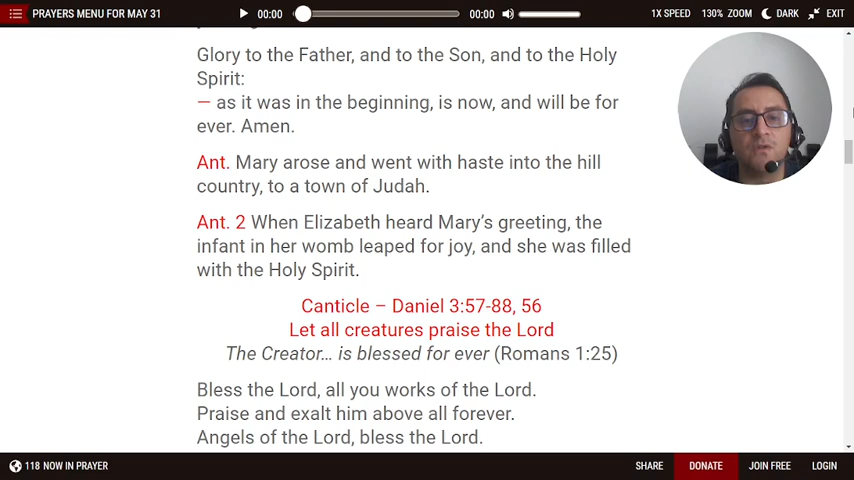 PRAYERS MENU FOR MAY 31
00:00
00:00
1X SPEED
130% ZOOM
DARK
EXIT
Glory to the Father, and to the Son, and to the Holy
Spirit:
— as it was in the beginning, is now, and will be for
ever. Amen.
Ant. Mary arose and went with haste into the hill
country, to a town of Judah.
Ant. 2 When Elizabeth heard Mary’s greeting, the
infant in her womb leaped for joy, and she was filled
with the Holy Spirit.
Canticle – Daniel 3:57-88, 56
Let all creatures praise the Lord
The Creator… is blessed for ever (Romans 1:25)
Bless the Lord, all you works of the Lord.
Praise and exalt him above all forever.
Angels of the Lord, bless the Lord.
118 NOW IN PRAYER
SHARE
DONATE
JOIN FREE
LOGIN